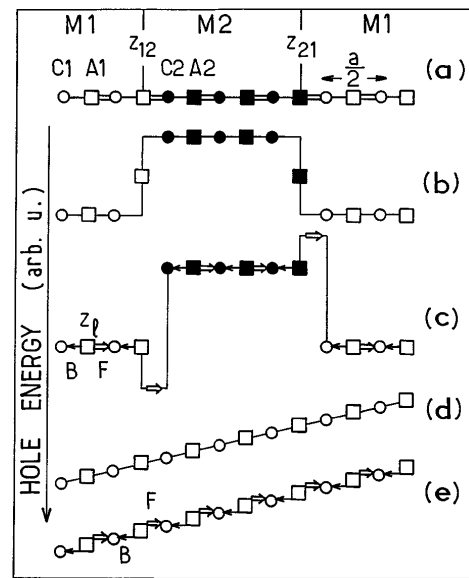 M1 M2 M1
z12 z21
C1 A1 C2 A2 a/2 (a)
(b)
(c)
zℓ
B F
(d)
F (e)
B
HOLE ENERGY (arb. u.)